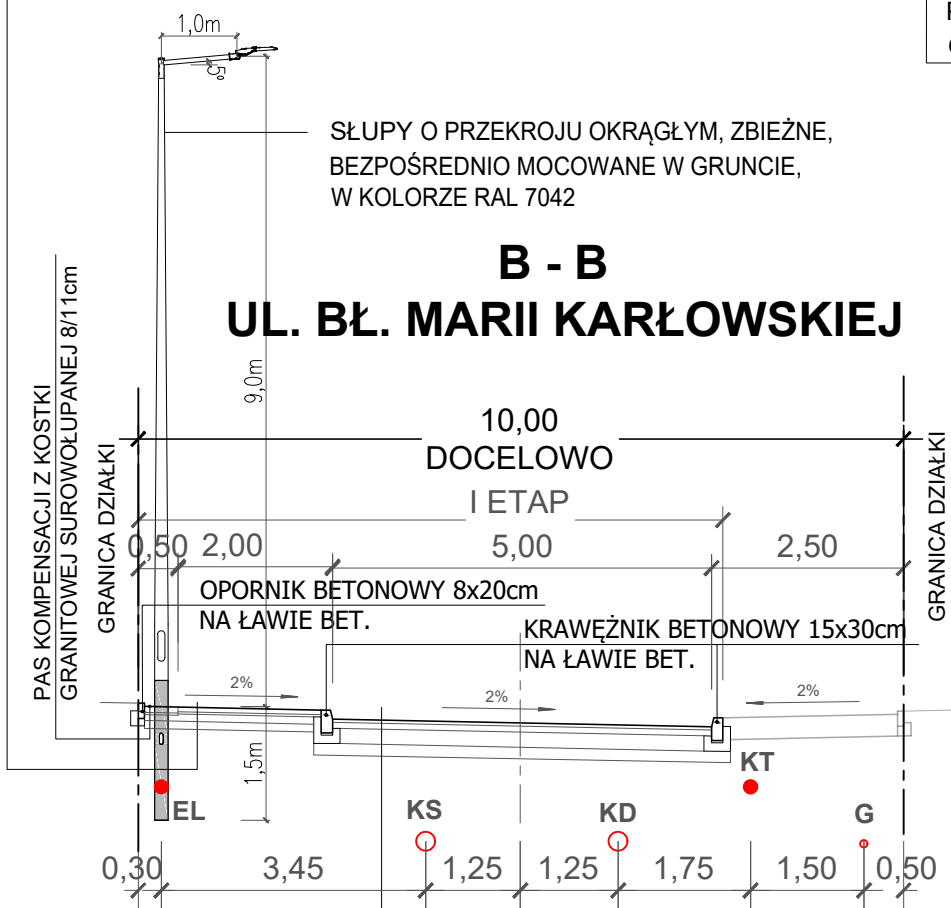 1,0m
5°
SŁUPY O PRZEKROJU OKRĄGŁYM, ZBIEŻNE,
BEZPOŚREDNIO MOCOWANE W GRUNCIE,
W KOLORZE RAL 7042
B - B
UL. BŁ. MARII KARŁOWSKIEJ
PAS KOMPENSACJI Z KOSTKI
GRANITOWEJ SUROWOŁUPANEJ 8/11cm
GRANICA DZIAŁKI
9,0m
10,00
DOCELOWO
I ETAP
GRANICA DZIAŁKI
0,50 2,00 5,00 2,50
OPORNIK BETONOWY 8x20cm
NA ŁAWIE BET.
KRAWĘŻNIK BETONOWY 15x30cm
NA ŁAWIE BET.
2% 2% 2%
1,5m
EL KS KD KT G
0,30 3,45 1,25 1,25 1,75 1,50 0,50